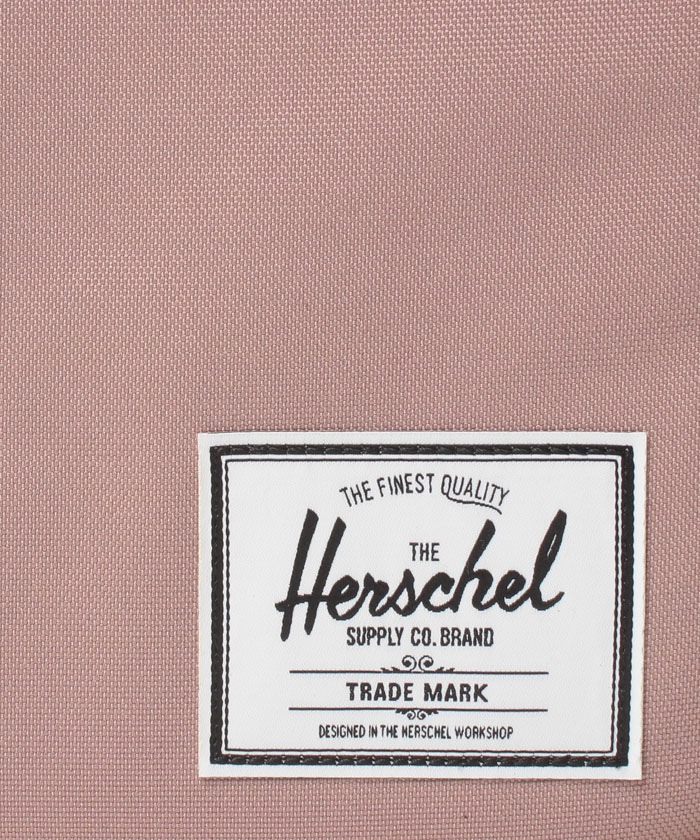 THE FINEST QUALITY
THE
Herschel
SUPPLY CO. BRAND
TRADE MARK
DESIGNED IN THE HERSCHEL WORKSHOP